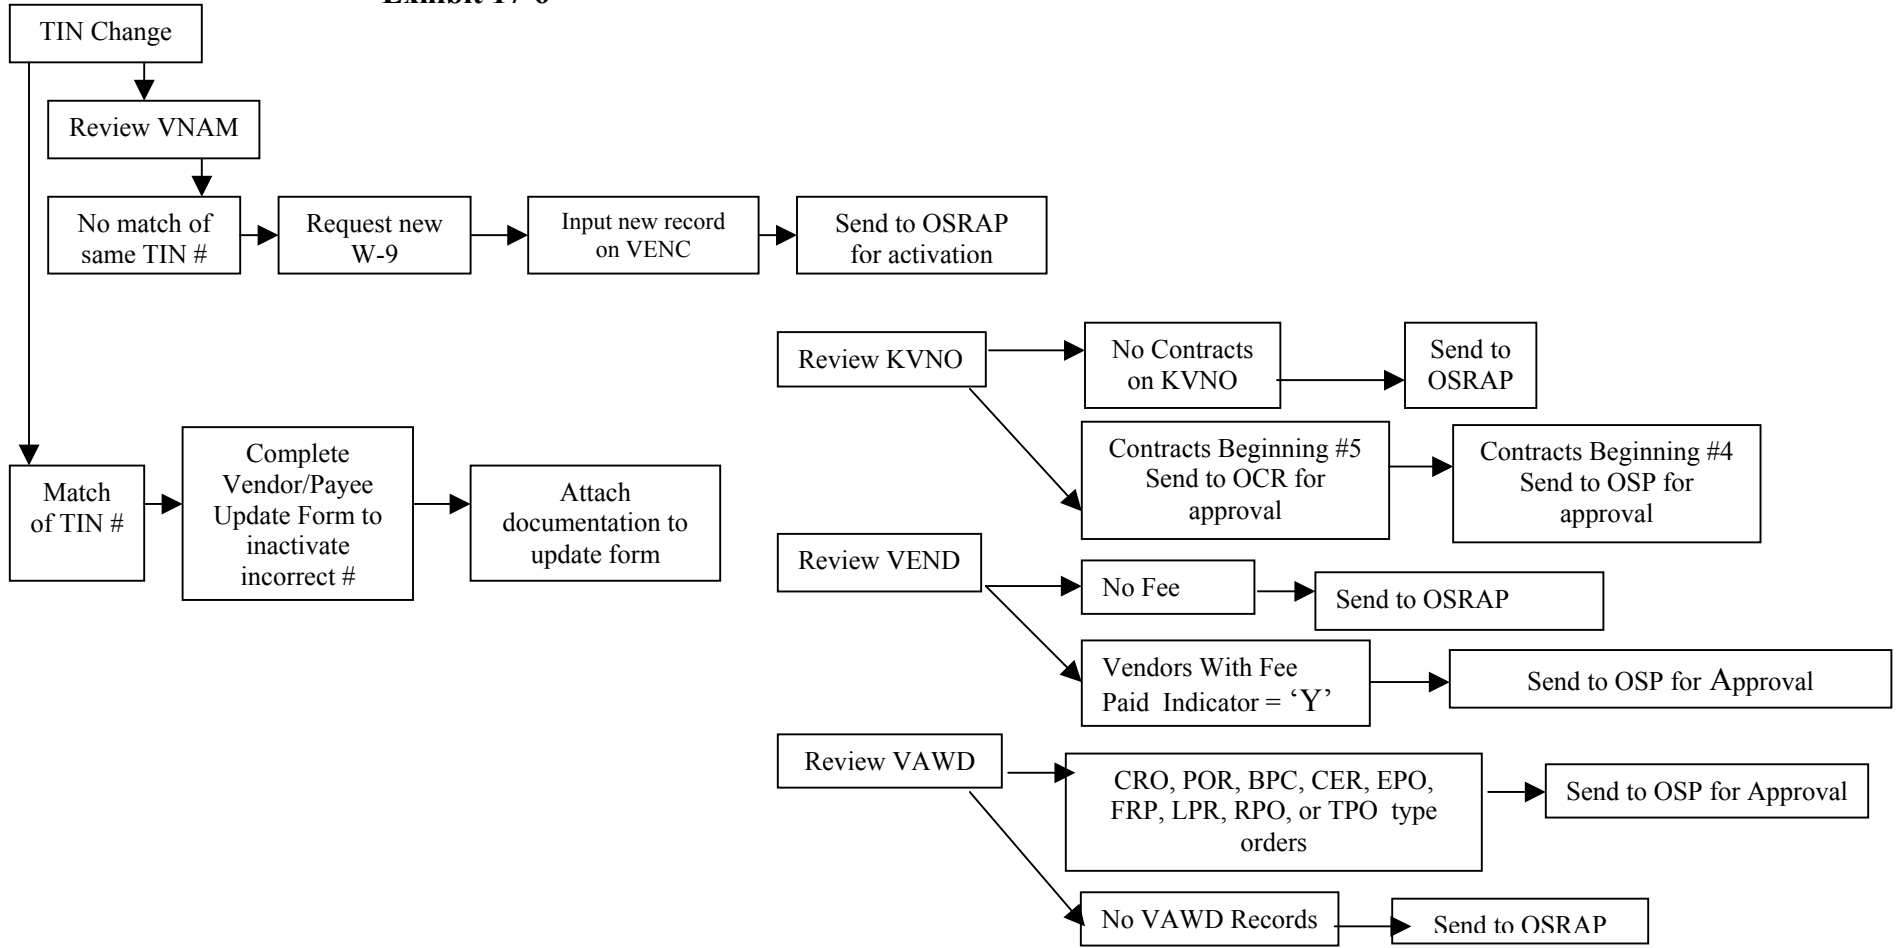 Exhibit 17-6
TIN Change
Review VNAM
No match of
same TIN #
Request new
W-9
Input new record
on VENC
Send to OSRAP
for activation
Review KVNO
No Contracts
on KVNO
Send to
OSRAP
Contracts Beginning #5
Send to OCR for
approval
Contracts Beginning #4
Send to OSP for
approval
Match
of TIN #
Complete
Vendor/Payee
Update Form to
inactivate
incorrect #
Attach
documentation to
update form
Review VEND
No Fee
Send to OSRAP
Vendors With Fee
Paid Indicator = ‘Y’
Send to OSP for Approval
Review VAWD
CRO, POR, BPC, CER, EPO,
FRP, LPR, RPO, or TPO type
orders
Send to OSP for Approval
No VAWD Records
Send to OSRAP